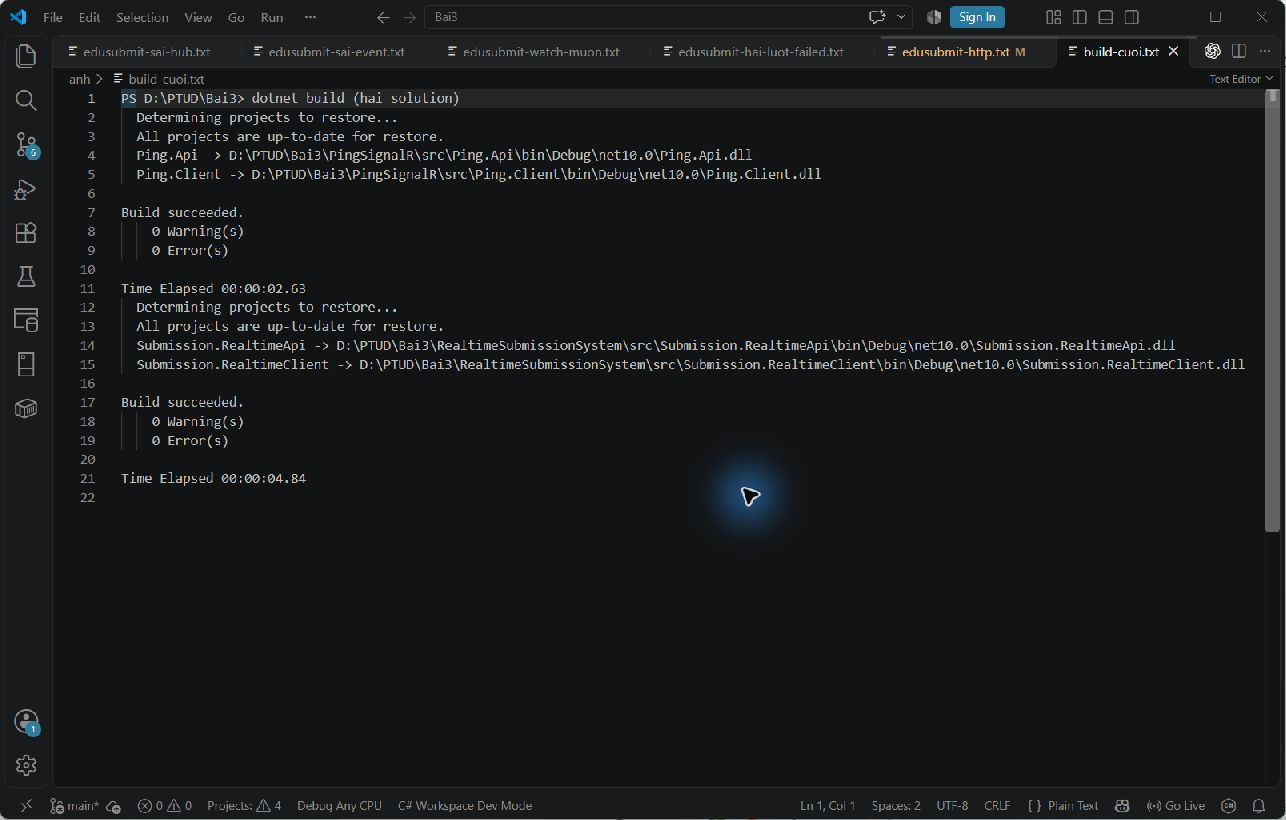 File Edit Selection View Go Run ··· Bai3 Sign In
edusubmit-sai-hub.txt edusubmit-sai-event.txt edusubmit-watch-muon.txt edusubmit-hai-luot-failed.txt edusubmit-http.txt M build-cuoi.txt
anh > build-cuoi.txt Text Editor
1 PS D:\PTUD\Bai3> dotnet build (hai solution)
2 Determining projects to restore...
3 All projects are up-to-date for restore.
4 Ping.Api -> D:\PTUD\Bai3\PingSignalR\src\Ping.Api\bin\Debug\net10.0\Ping.Api.dll
5 Ping.Client -> D:\PTUD\Bai3\PingSignalR\src\Ping.Client\bin\Debug\net10.0\Ping.Client.dll
6
7 Build succeeded.
8 0 Warning(s)
9 0 Error(s)
10
11 Time Elapsed 00:00:02.63
12 Determining projects to restore...
13 All projects are up-to-date for restore.
14 Submission.RealtimeApi -> D:\PTUD\Bai3\RealtimeSubmissionSystem\src\Submission.RealtimeApi\bin\Debug\net10.0\Submission.RealtimeApi.dll
15 Submission.RealtimeClient -> D:\PTUD\Bai3\RealtimeSubmissionSystem\src\Submission.RealtimeClient\bin\Debug\net10.0\Submission.RealtimeClient.dll
16
17 Build succeeded.
18 0 Warning(s)
19 0 Error(s)
20
21 Time Elapsed 00:00:04.84
22
6
1
main* 0 0 Projects: 4 Debug Any CPU C# Workspace Dev Mode Ln 1, Col 1 Spaces: 2 UTF-8 CRLF { } Plain Text Go Live